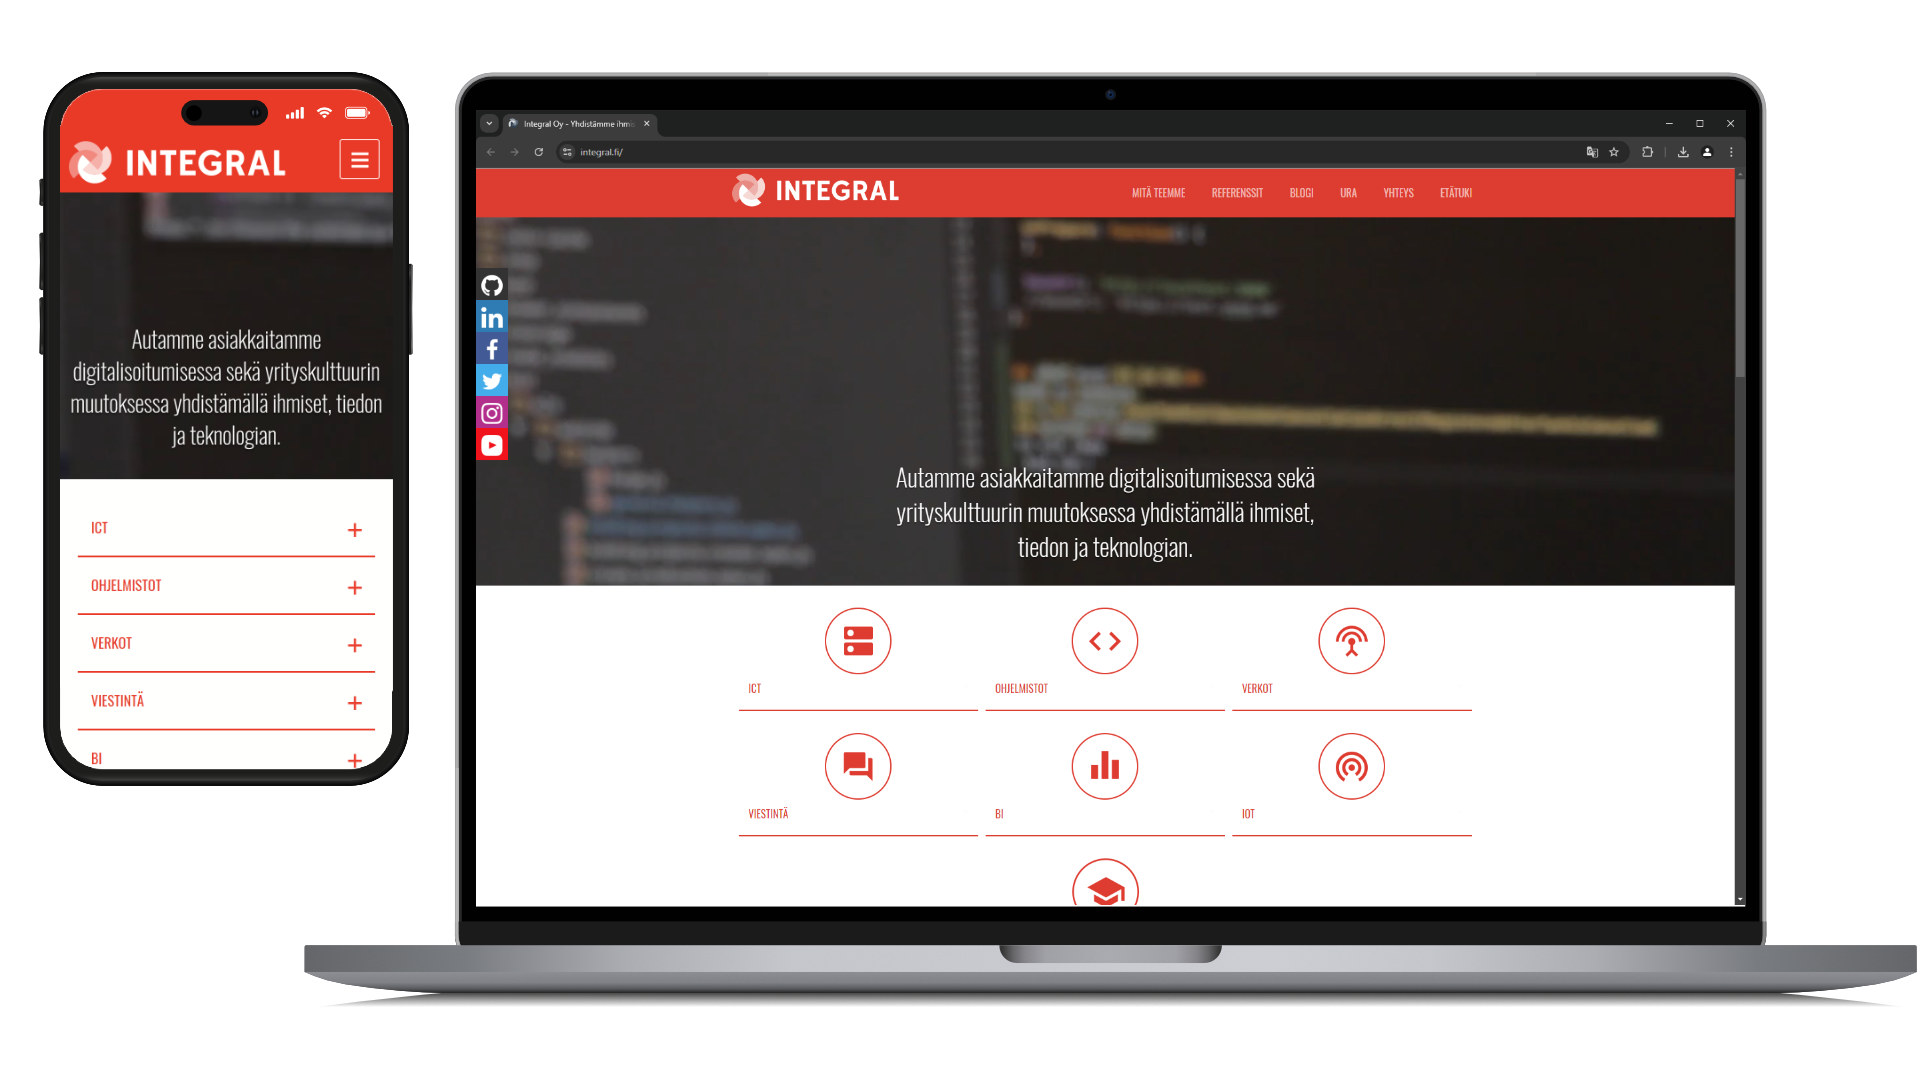 INTEGRAL
Autamme asiakkaitamme
digitalisoitumisessa sekä yrityskulttuurin
muutoksessa yhdistämällä ihmiset, tiedon
ja teknologian.
ICT
OHJELMISTOT
VERKOT
VIESTINTÄ
BI
Integral Oy - Yhdistämme ihmi
integral.fi/
INTEGRAL
MITÄ TEEMME REFERENSSIT BLOGI URA YHTEYS ETÄTUKI
in
Autamme asiakkaitamme digitalisoitumisessa sekä
yrityskulttuurin muutoksessa yhdistämällä ihmiset,
tiedon ja teknologian.
ICT OHJELMISTOT VERKOT
VIESTINTÄ BI IOT